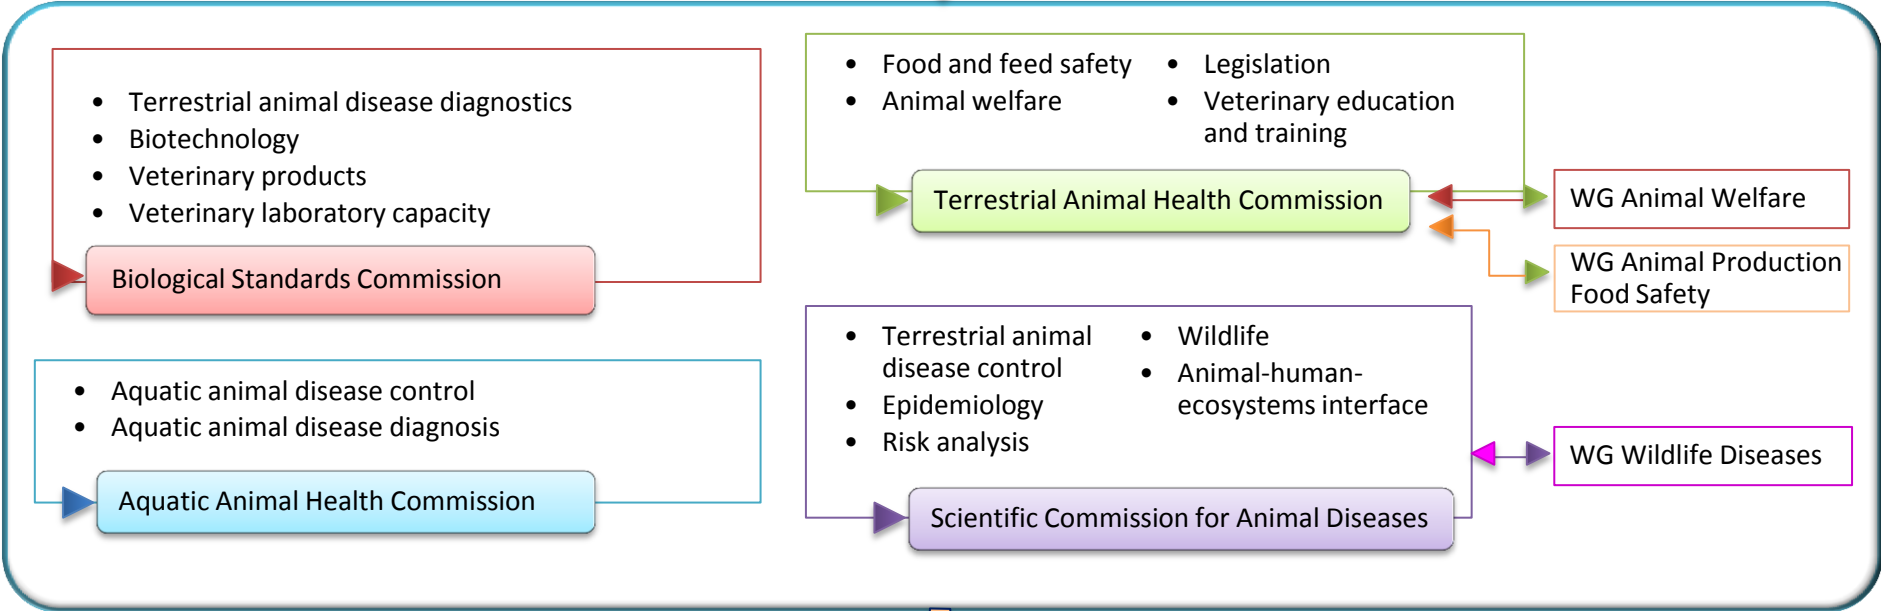 • Terrestrial animal disease diagnostics
• Biotechnology
• Veterinary products
• Veterinary laboratory capacity
Biological Standards Commission
• Aquatic animal disease control
• Aquatic animal disease diagnosis
Aquatic Animal Health Commission
• Food and feed safety
• Animal welfare
• Legislation
• Veterinary education
and training
Terrestrial Animal Health Commission
WG Animal Welfare
WG Animal Production
Food Safety
• Terrestrial animal
disease control
• Epidemiology
• Risk analysis
• Wildlife
• Animal-human-
ecosystems interface
Scientific Commission for Animal Diseases
WG Wildlife Diseases